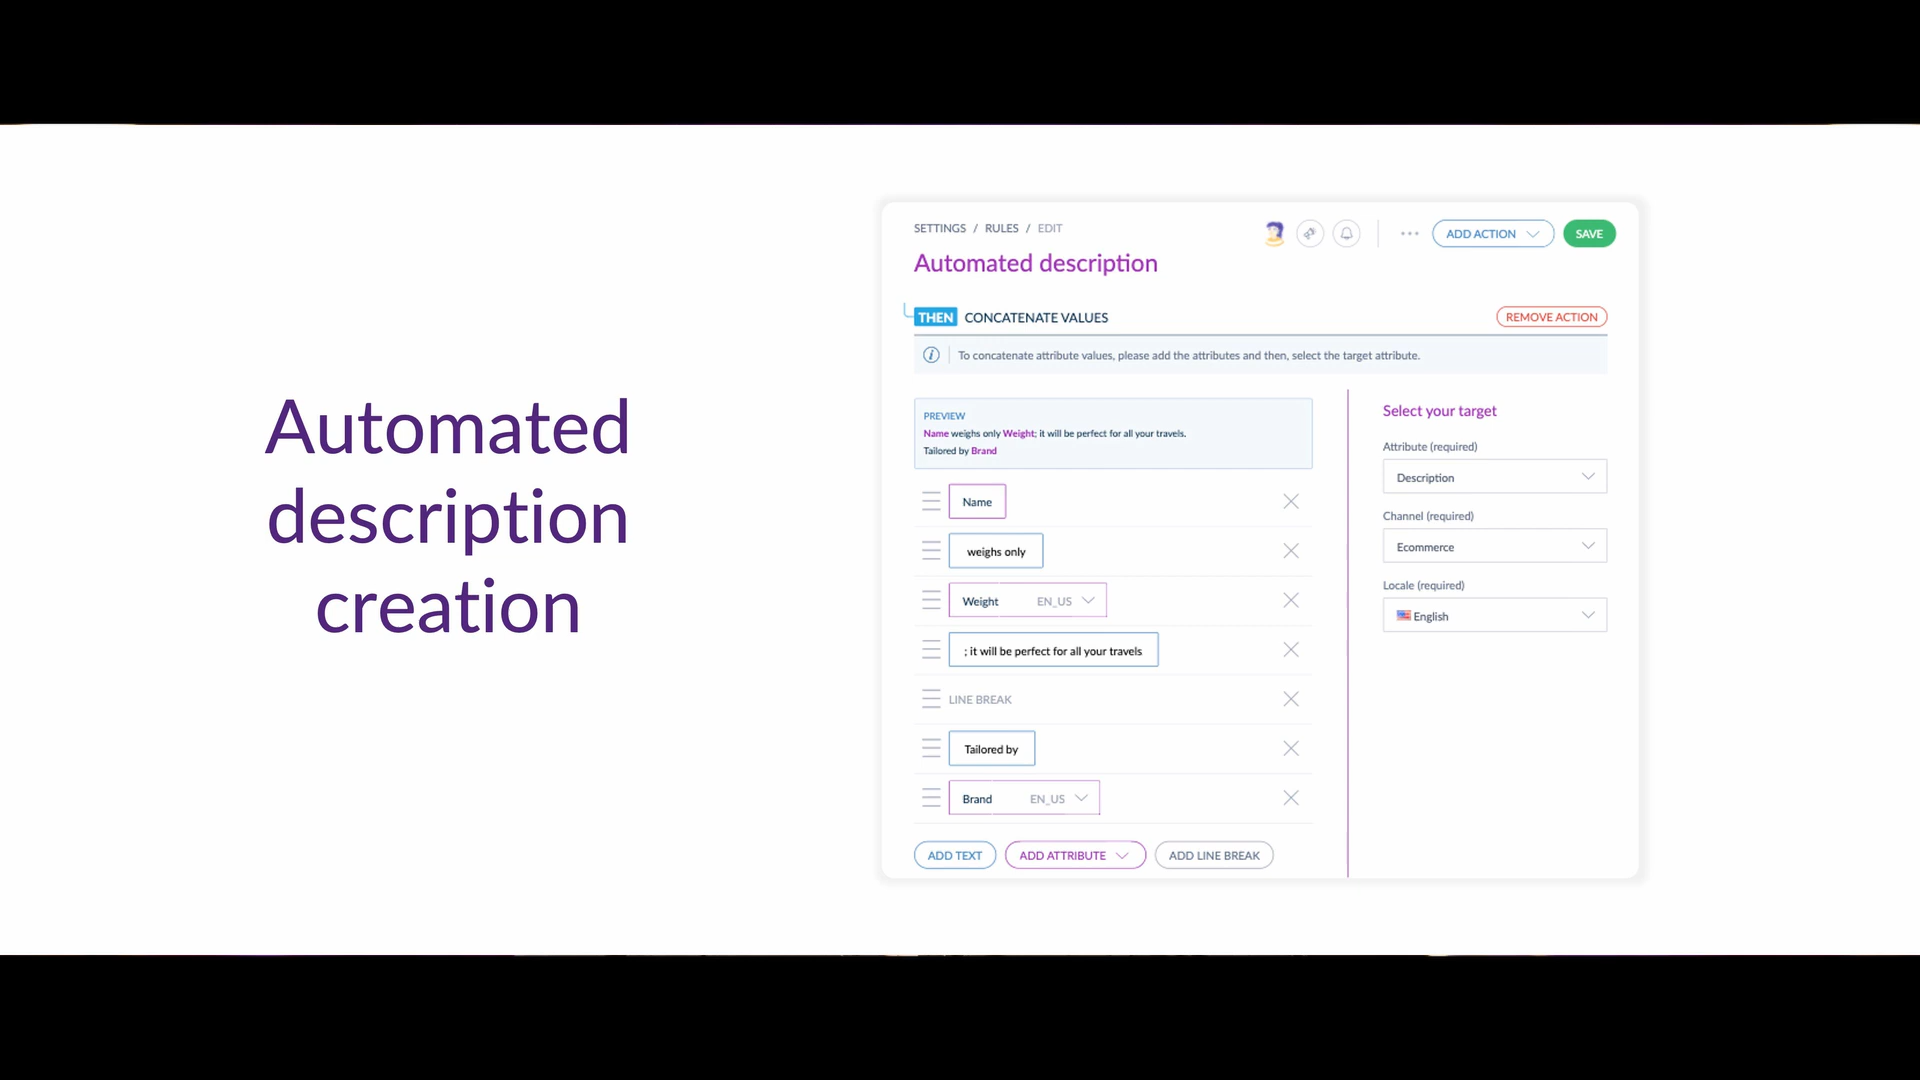 Automated
description
creation
SETTINGS / RULES / EDIT
ADD ACTION
SAVE
Automated description
THEN CONCATENATE VALUES
REMOVE ACTION
i To concatenate attribute values, please add the attributes and then, select the target attribute.
PREVIEW
Name weighs only Weight; it will be perfect for all your travels.
Tailored by Brand
Name
weighs only
Weight EN_US
; it will be perfect for all your travels
LINE BREAK
Tailored by
Brand EN_US
ADD TEXT
ADD ATTRIBUTE
ADD LINE BREAK
Select your target
Attribute (required)
Description
Channel (required)
Ecommerce
Locale (required)
English